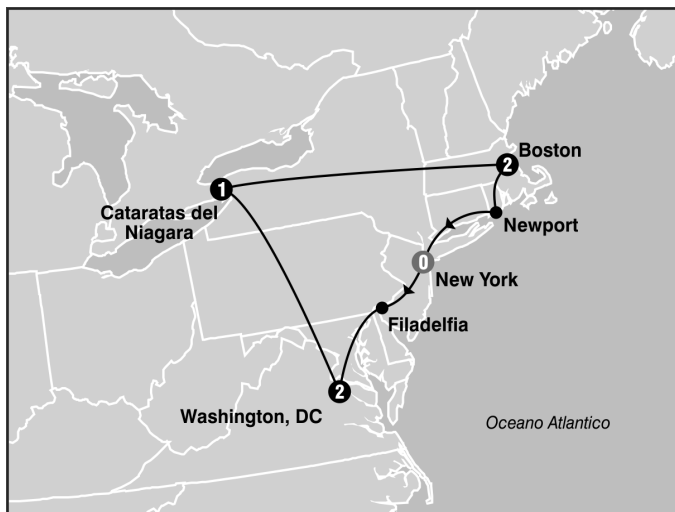 2
Boston
1
Cataratas del
Niagara
Newport
0
New York
Filadelfia
2
Washington, DC
Oceano Atlantico